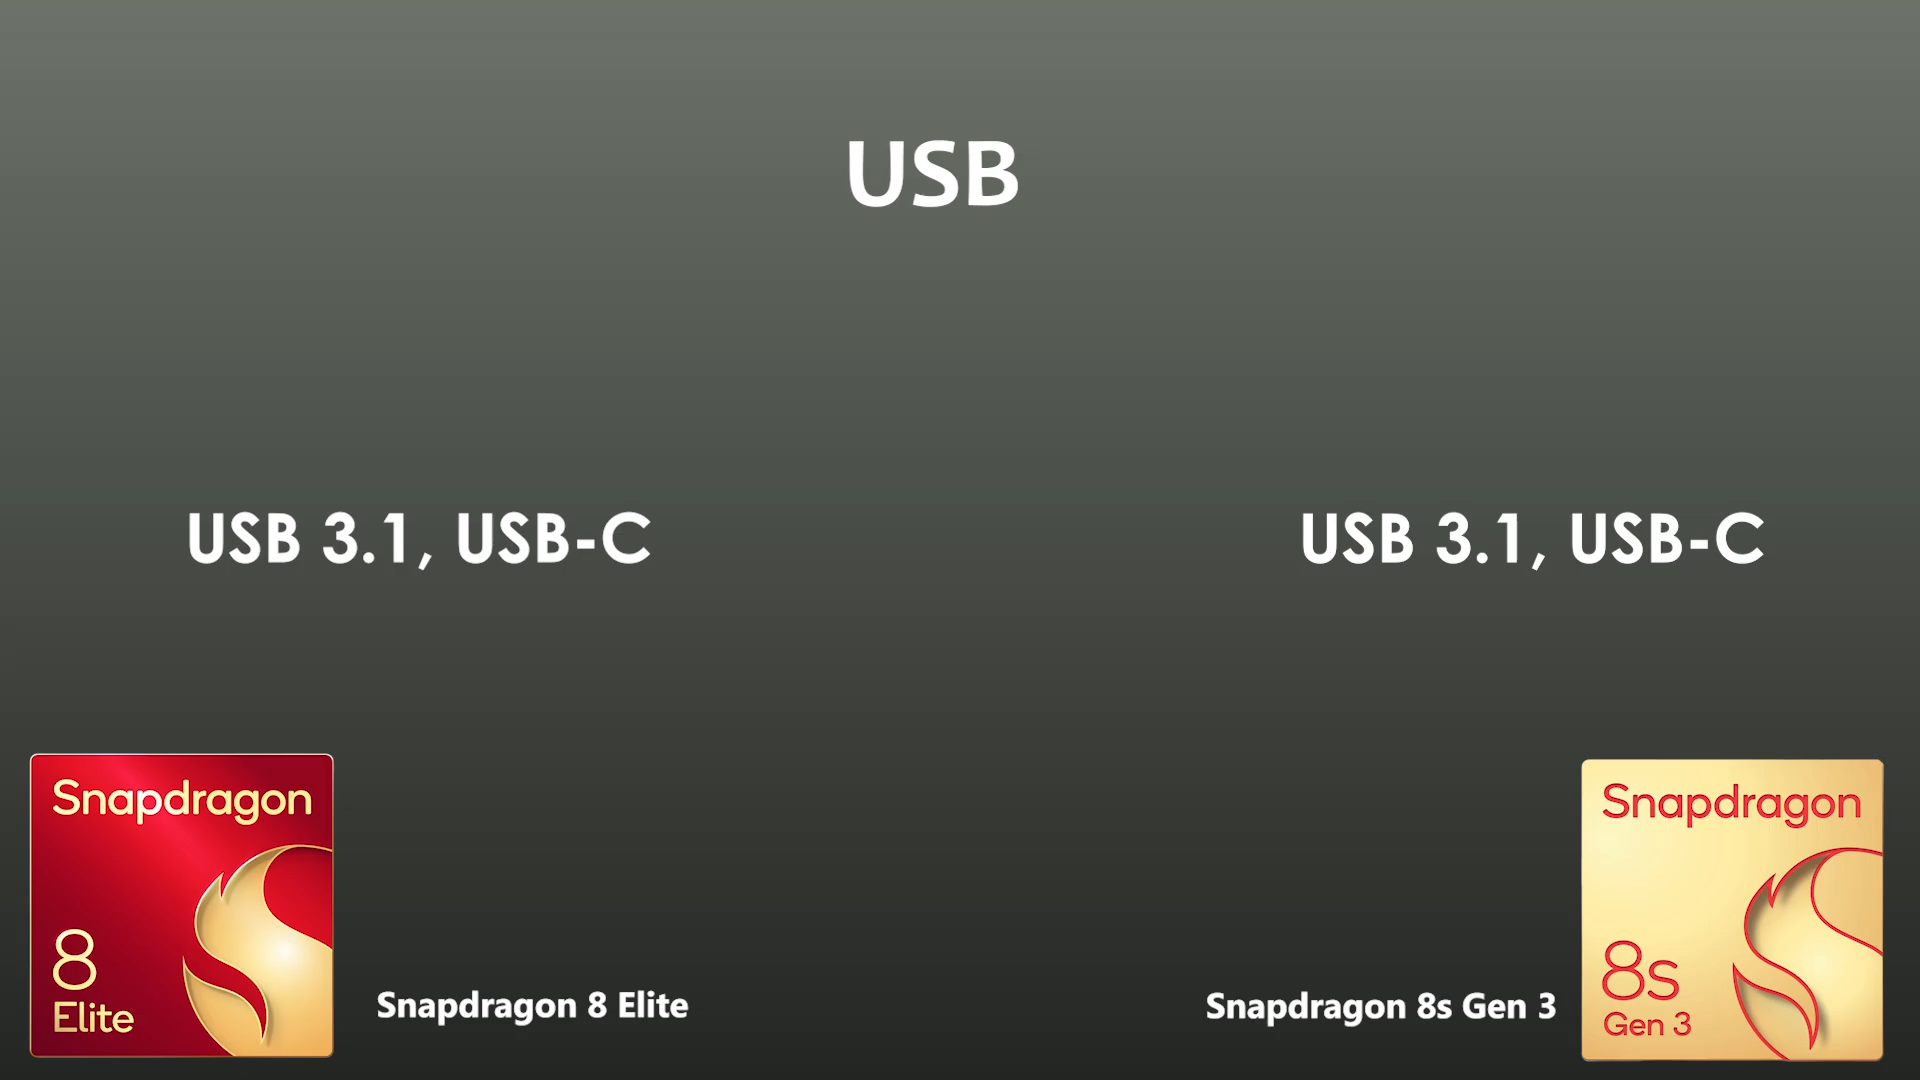 USB
USB 3.1, USB-C
USB 3.1, USB-C
Snapdragon
8
Elite
Snapdragon 8 Elite
Snapdragon 8s Gen 3
Snapdragon
8s
Gen 3